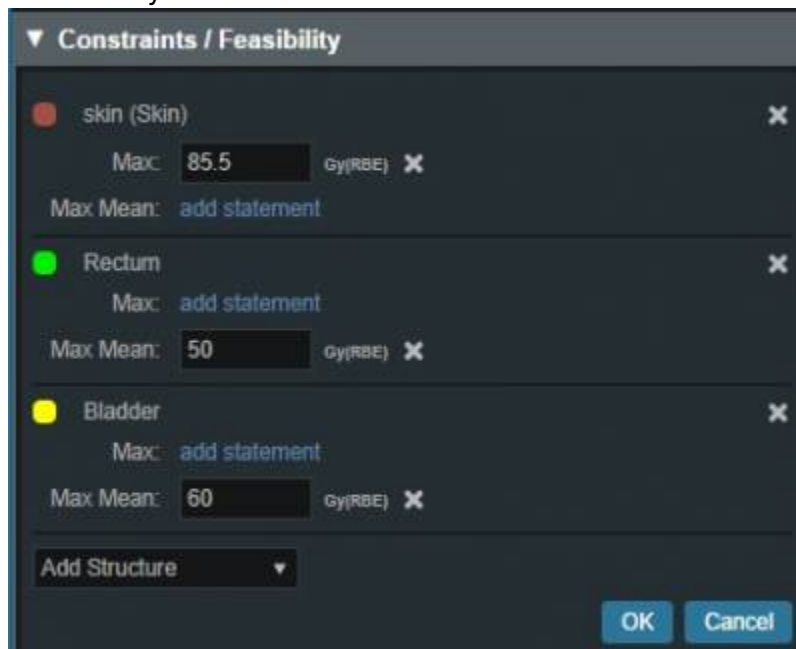 ▼ Constraints / Feasibility
skin (Skin)
Max: 85.5 Gy(RBE) ✖
Max Mean: add statement
Rectum
Max: add statement
Max Mean: 50 Gy(RBE) ✖
Bladder
Max: add statement
Max Mean: 60 Gy(RBE) ✖
Add Structure ▼
OK Cancel